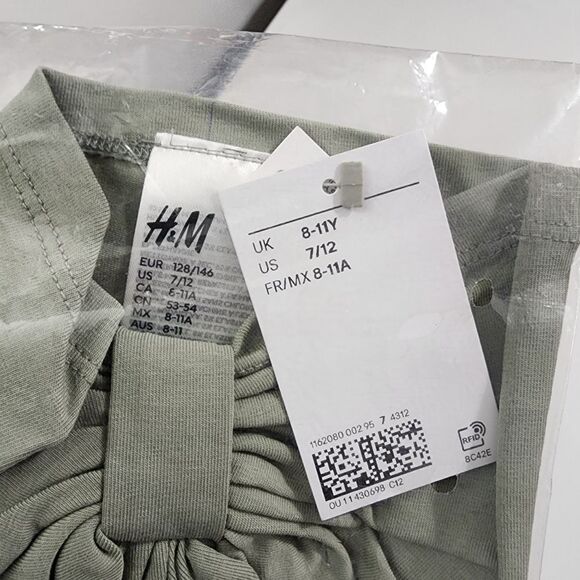 H&M
EUR 128/146
US 7/12
CA 8-11A
CN 53-54
MX 8-11A
AUS 8-11
UK 8-11Y
US 7/12
FR/MX 8-11A
1162080 002 95 7 4312
RFID
8C42E
OU 11430698 C12